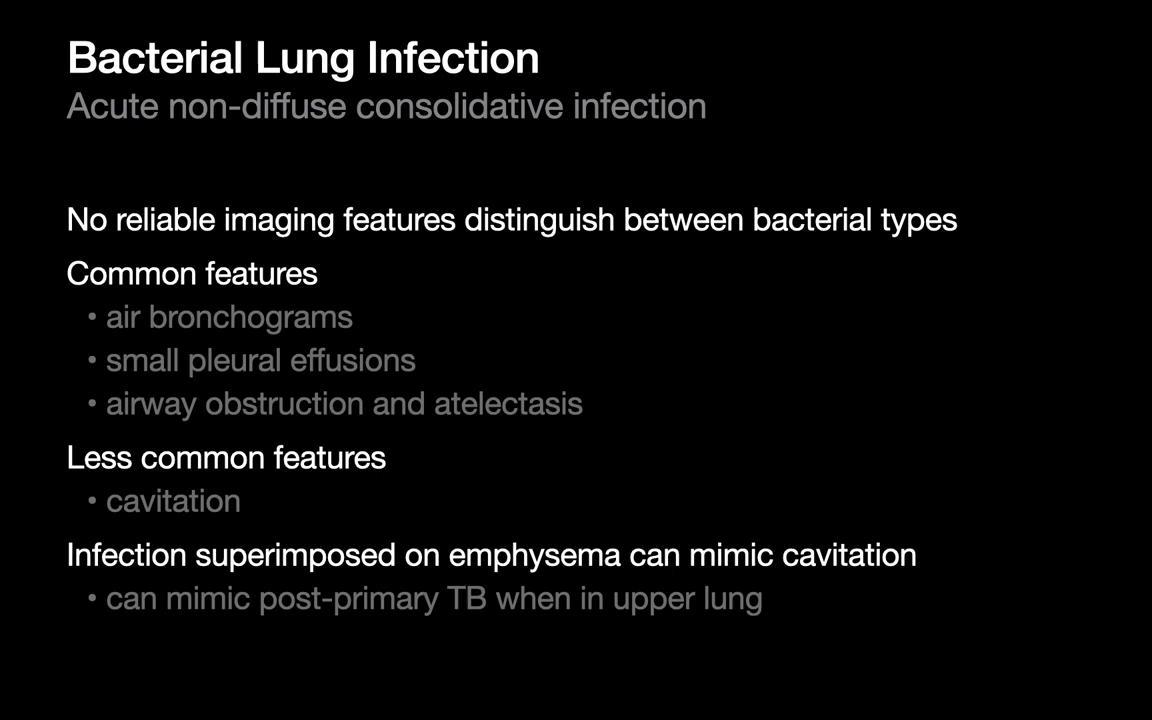 Bacterial Lung Infection
Acute non-diffuse consolidative infection
No reliable imaging features distinguish between bacterial types
Common features
• air bronchograms
• small pleural effusions
• airway obstruction and atelectasis
Less common features
• cavitation
Infection superimposed on emphysema can mimic cavitation
• can mimic post-primary TB when in upper lung